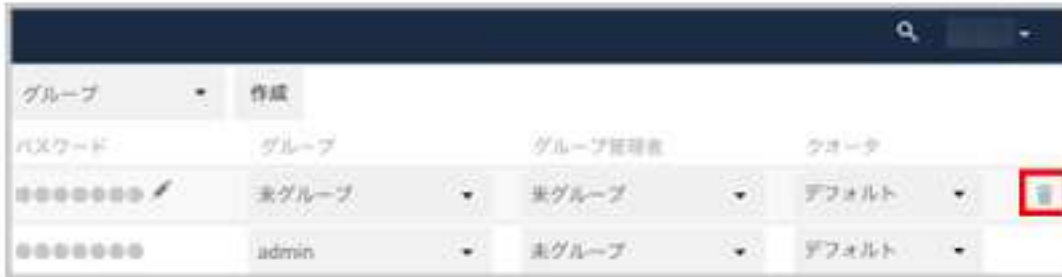 グループ 作成
パスワード グループ グループ管理者 クオータ
●●●●●●● 未グループ 未グループ デフォルト
●●●●●●● admin 未グループ デフォルト